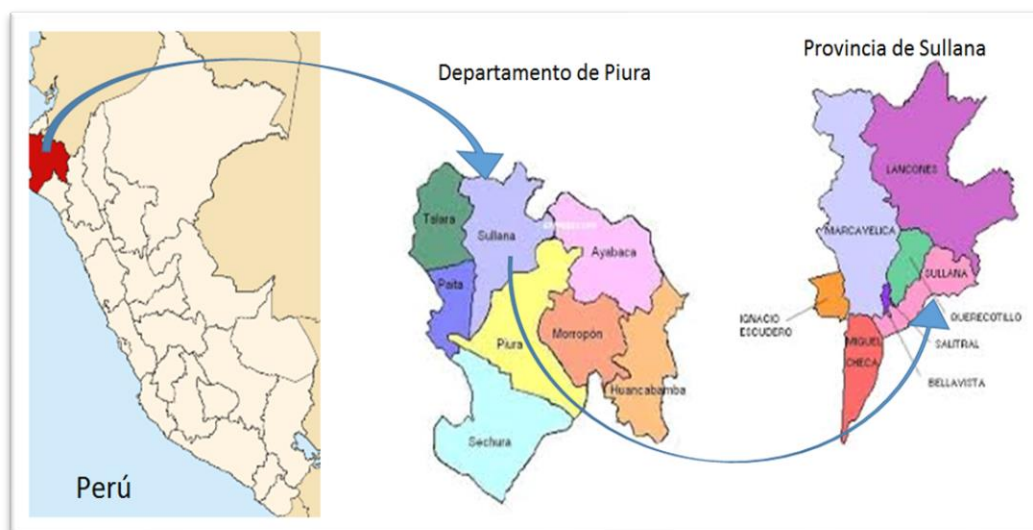 Perú
Departamento de Piura
Talara
Sullana
Ayabaca
Paita
Piura
Morropón
Huancabamba
Sechura
Provincia de Sullana
LANCONES
MARCAVELICA
SULLANA
IGNACIO
ESCUDERO
QUERECOTILLO
SALITRAL
MIGUEL
CHECA
BELLAVISTA